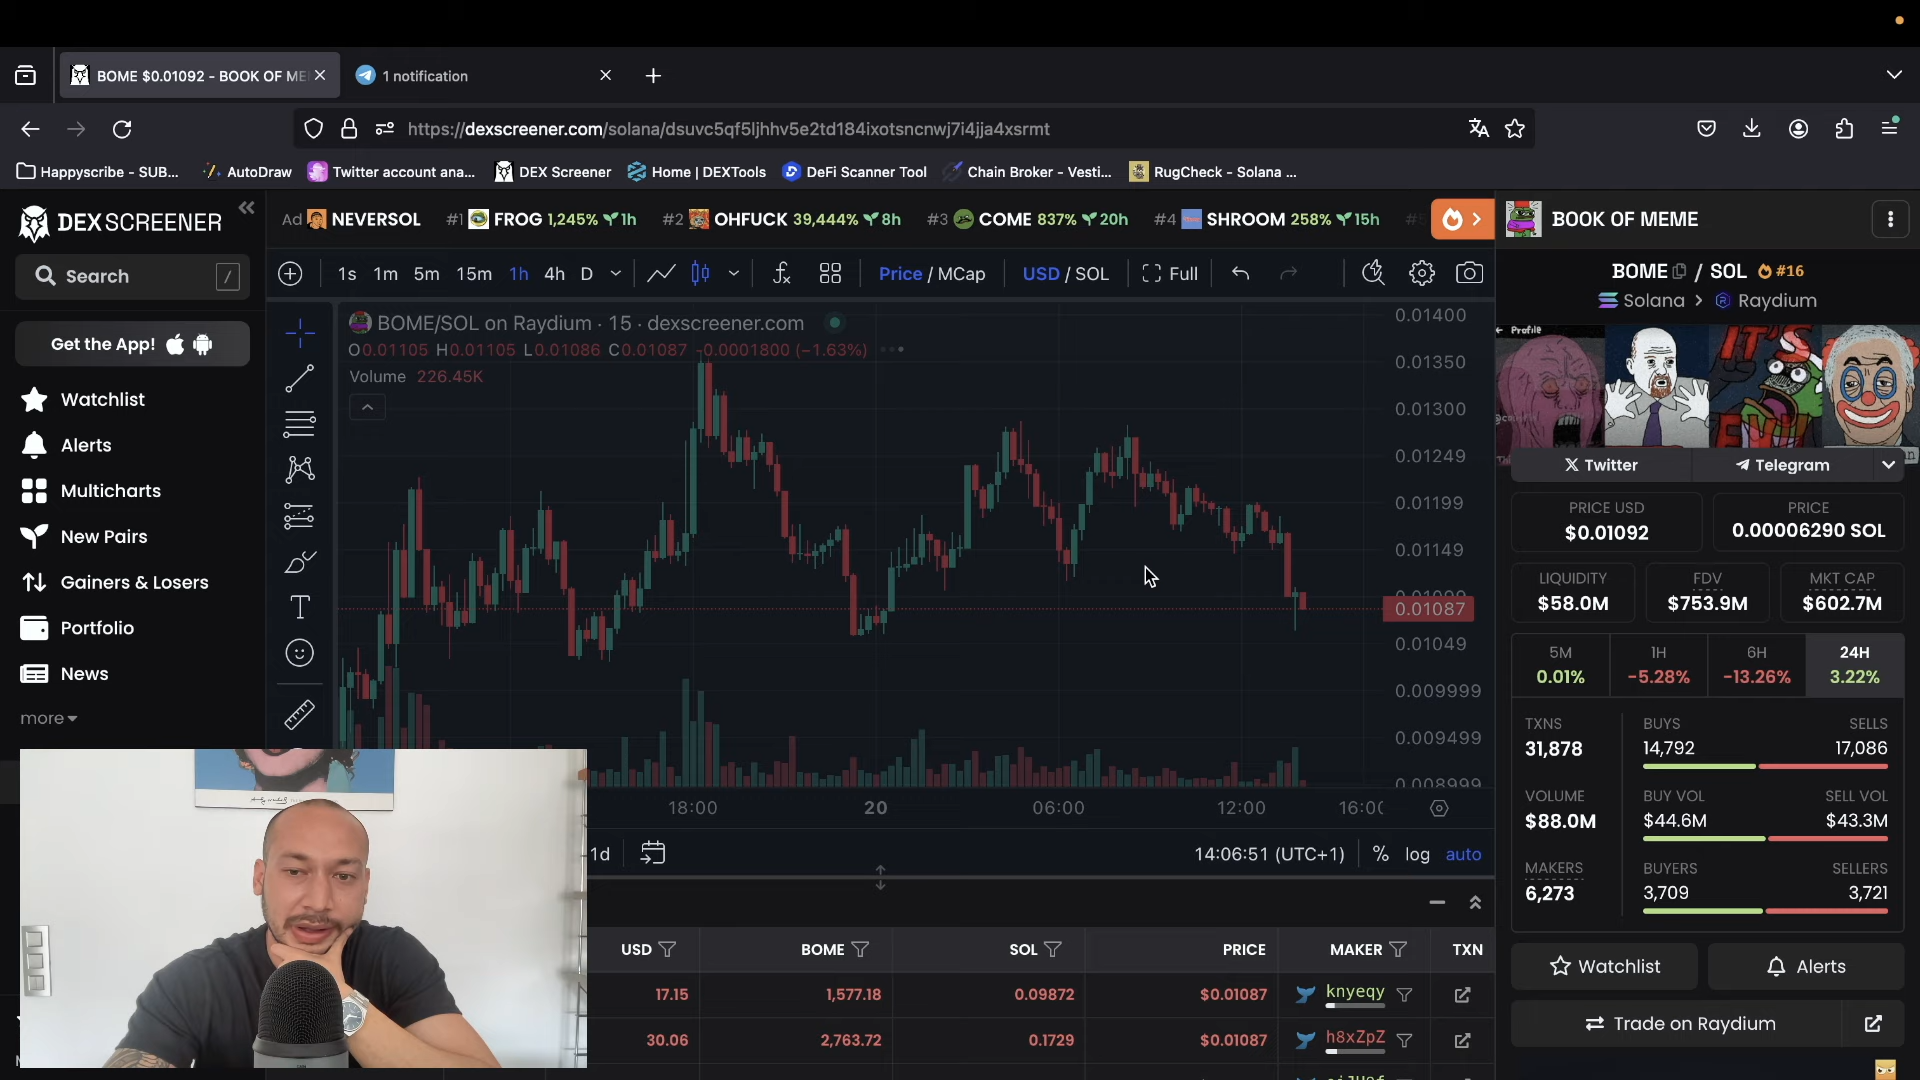 BOME $0.01092 - BOOK OF ME
1 notification
https://dexscreener.com/solana/dsuvc5qf5ljhhv5e2td184ixotsncnwj7i4jja4xsrmt
Happyscribe - SUB...
AutoDraw
Twitter account ana...
DEX Screener
Home | DEXTools
DeFi Scanner Tool
Chain Broker - Vesti...
RugCheck - Solana ...
DEX SCREENER
Search /
Get the App!
Watchlist
Alerts
Multicharts
New Pairs
Gainers & Losers
Portfolio
News
more
Ad NEVERSOL #1 FROG 1,245% 1h #2 OHFUCK 39,444% 8h #3 COME 837% 20h #4 SHROOM 258% 15h
1s 1m 5m 15m 1h 4h D Price / MCap USD / SOL Full
BOME/SOL on Raydium · 15 · dexscreener.com
O0.01105 H0.01105 L0.01086 C0.01087 -0.0001800 (-1.63%)
Volume 226.45K
0.01400
0.01350
0.01300
0.01249
0.01199
0.01149
0.01087
0.01049
0.009999
0.009499
0.008999
18:00 20 06:00 12:00 16:00
1d 14:06:51 (UTC+1) % log auto
USD BOME SOL PRICE MAKER TXN
17.15 1,577.18 0.09872 $0.01087 knyeqy
30.06 2,763.72 0.1729 $0.01087 h8xZpZ
BOOK OF MEME
BOME / SOL #16
Solana > Raydium
← Profile
IT'S
Twitter Telegram
PRICE USD PRICE
$0.01092 0.00006290 SOL
LIQUIDITY FDV MKT CAP
$58.0M $753.9M $602.7M
5M 1H 6H 24H
0.01% -5.28% -13.26% 3.22%
TXNS BUYS SELLS
31,878 14,792 17,086
VOLUME BUY VOL SELL VOL
$88.0M $44.6M $43.3M
MAKERS BUYERS SELLERS
6,273 3,709 3,721
Watchlist Alerts
Trade on Raydium